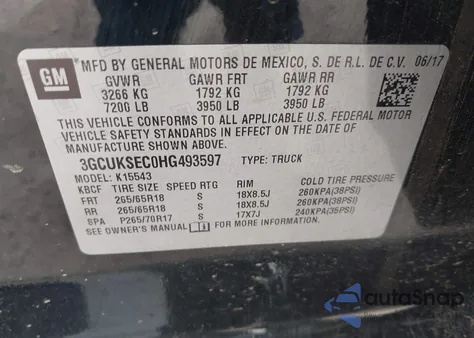 GM
MFD BY GENERAL MOTORS DE MEXICO, S. DE R.L. DE C.V. 06/17
GVWR GAWR FRT GAWR RR
3266 KG 1792 KG 1792 KG
7200 LB 3950 LB 3950 LB
THIS VEHICLE CONFORMS TO ALL APPLICABLE U.S. FEDERAL MOTOR
VEHICLE SAFETY STANDARDS IN EFFECT ON THE DATE OF
MANUFACTURE SHOWN ABOVE.
3GCUKSEC0HG493597 TYPE: TRUCK
MODEL: K15543
KBCF TIRE SIZE SPEED RTG RIM COLD TIRE PRESSURE
FRT 265/65R18 S 18X8.5J 260KPA(38PSI)
RR 265/65R18 S 18X8.5J 260KPA(38PSI)
SPA P265/70R17 S 17X7J 240KPA(35PSI)
SEE OWNER'S MANUAL
autoSnap